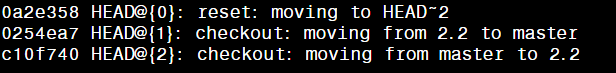 0a2e358 HEAD@{0}: reset: moving to HEAD~2
0254ea7 HEAD@{1}: checkout: moving from 2.2 to master
c10f740 HEAD@{2}: checkout: moving from master to 2.2